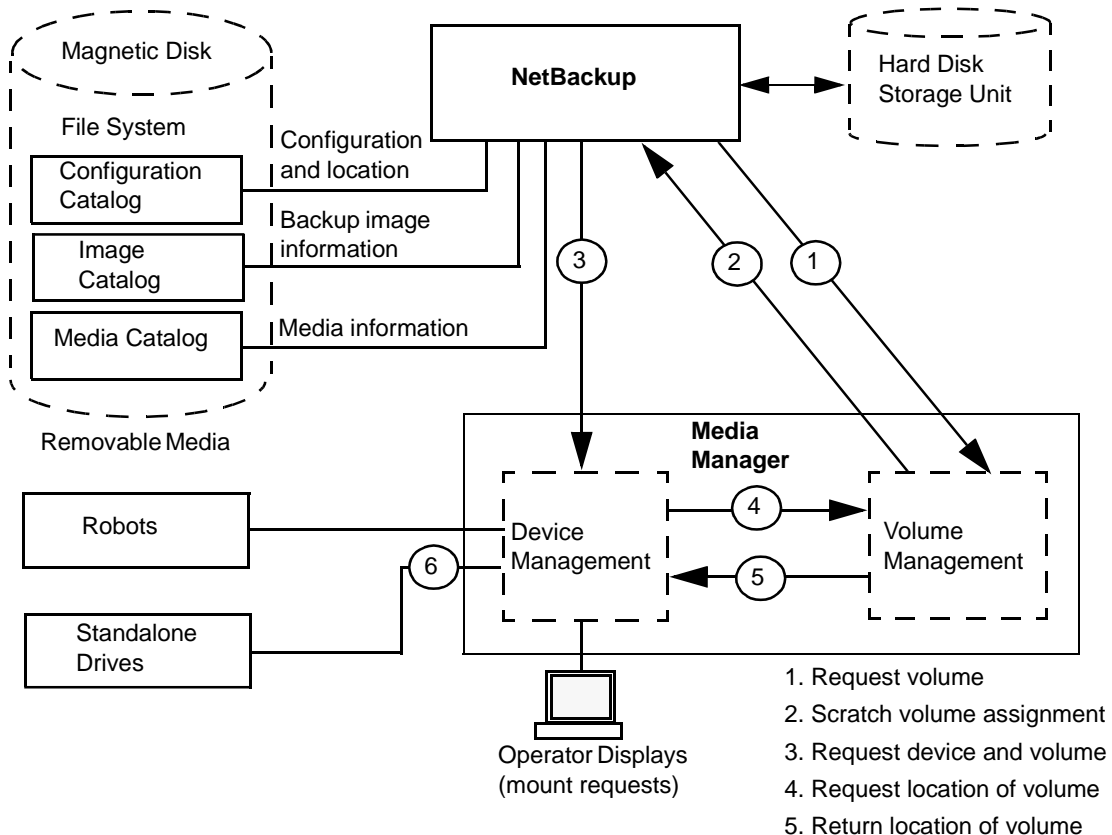 Magnetic Disk
NetBackup
Hard Disk
Storage Unit
File System
Configuration
and location
Configuration
Catalog
Backup image
information
Image
Catalog
3
2
1
Media information
Media Catalog
Removable Media
Media
Manager
Robots
4
Device
Management
Volume
Management
6
5
Standalone
Drives
Operator Displays
(mount requests)
1. Request volume
2. Scratch volume assignment
3. Request device and volume
4. Request location of volume
5. Return location of volume